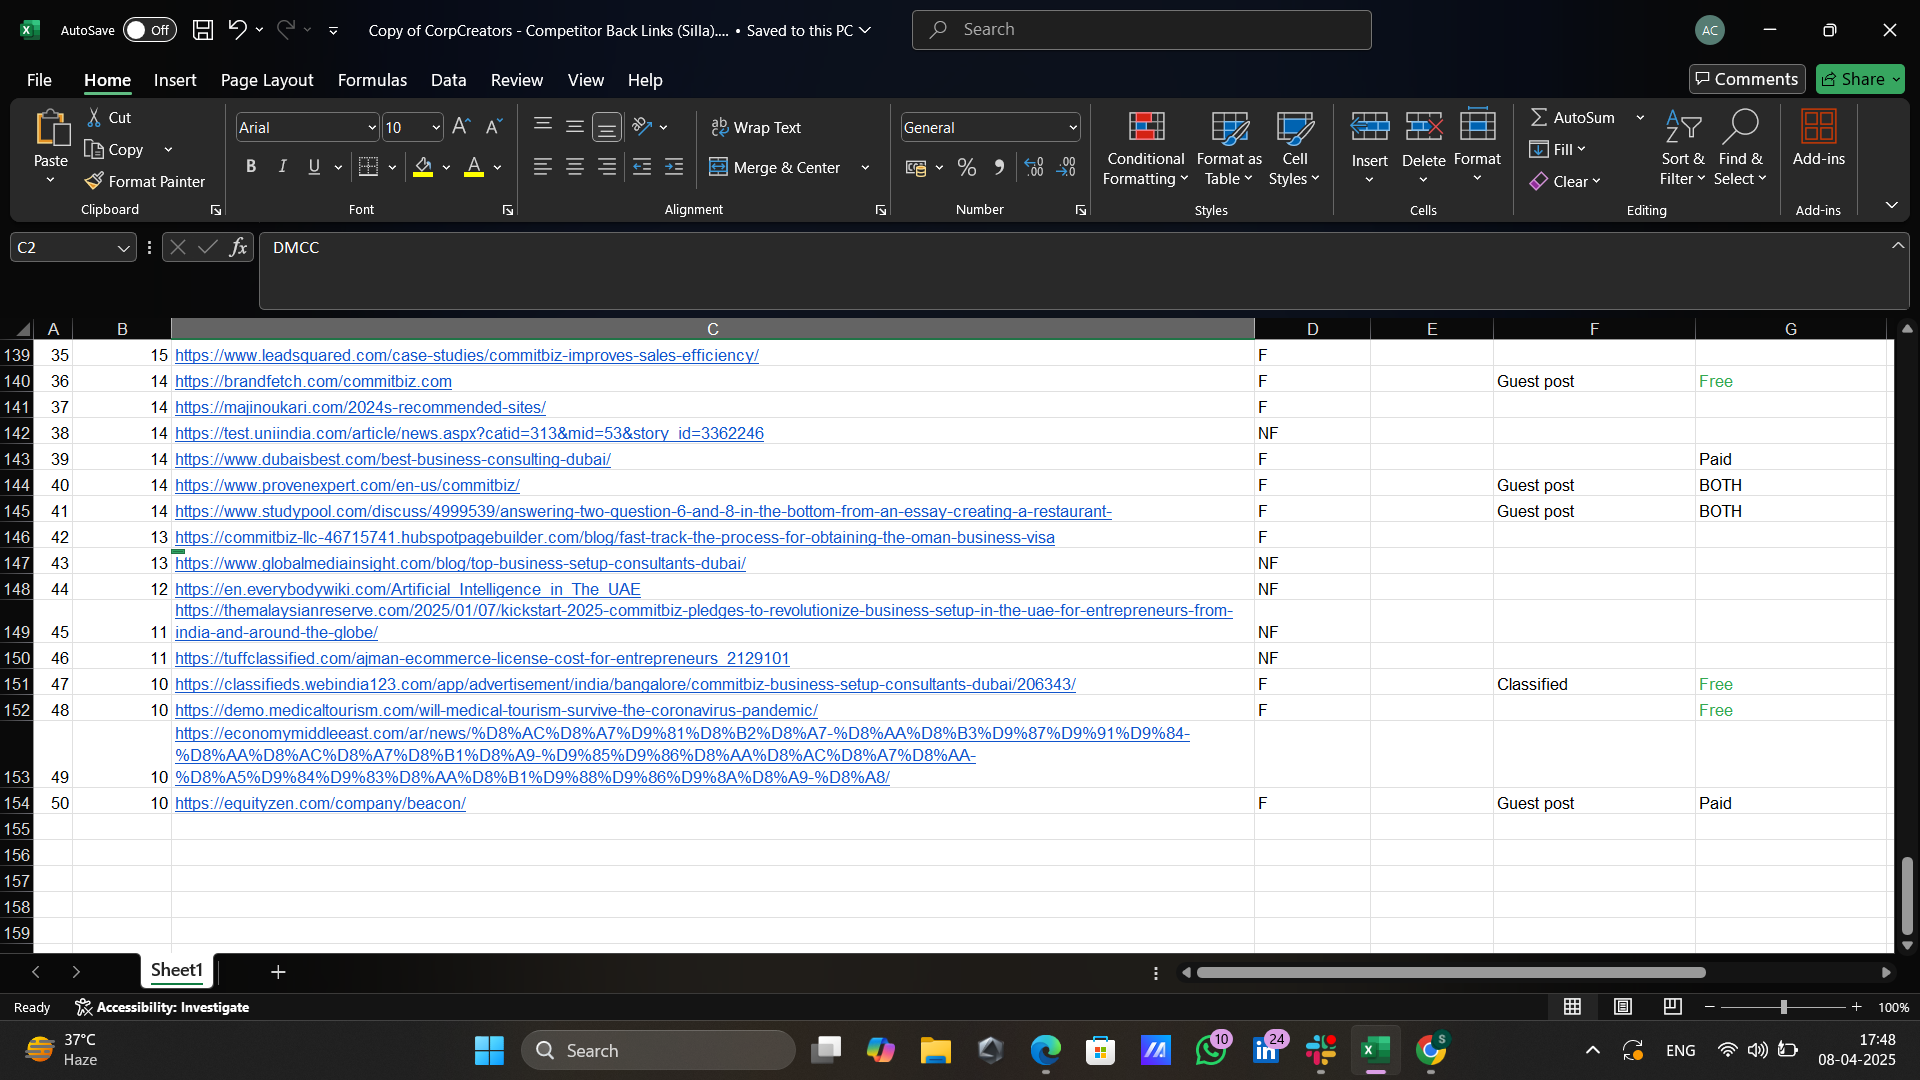 AutoSave Off Copy of CorpCreators - Competitor Back Links (Silla).... • Saved to this PC Search AC
File Home Insert Page Layout Formulas Data Review View Help Comments Share
Paste Cut Copy Format Painter Clipboard
Arial 10 B I U A Font
Wrap Text Merge & Center Alignment
General Number
Conditional Formatting Format as Table Cell Styles Styles
Insert Delete Format Cells
AutoSum Fill Clear Sort & Filter Find & Select Editing
Add-ins Add-ins
C2 fx DMCC
A B C D E F G
139 35 15 https://www.leadsquared.com/case-studies/commitbiz-improves-sales-efficiency/ F
140 36 14 https://brandfetch.com/commitbiz.com F Guest post Free
141 37 14 https://majinoukari.com/2024s-recommended-sites/ F
142 38 14 https://test.uniindia.com/article/news.aspx?catid=313&mid=53&story_id=3362246 NF
143 39 14 https://www.dubaisbest.com/best-business-consulting-dubai/ F Paid
144 40 14 https://www.provenexpert.com/en-us/commitbiz/ F Guest post BOTH
145 41 14 https://www.studypool.com/discuss/4999539/answering-two-question-6-and-8-in-the-bottom-from-an-essay-creating-a-restaurant- F Guest post BOTH
146 42 13 https://commitbiz-llc-46715741.hubspotpagebuilder.com/blog/fast-track-the-process-for-obtaining-the-oman-business-visa F
147 43 13 https://www.globalmediainsight.com/blog/top-business-setup-consultants-dubai/ NF
148 44 12 https://en.everybodywiki.com/Artificial_Intelligence_in_The_UAE NF
https://themalaysianreserve.com/2025/01/07/kickstart-2025-commitbiz-pledges-to-revolutionize-business-setup-in-the-uae-for-entrepreneurs-from-
149 45 11 india-and-around-the-globe/ NF
150 46 11 https://tuffclassified.com/ajman-ecommerce-license-cost-for-entrepreneurs_2129101 NF
151 47 10 https://classifieds.webindia123.com/app/advertisement/india/bangalore/commitbiz-business-setup-consultants-dubai/206343/ F Classified Free
152 48 10 https://demo.medicaltourism.com/will-medical-tourism-survive-the-coronavirus-pandemic/ F Free
https://economymiddleeast.com/ar/news/%D8%AC%D8%A7%D9%81%D8%B2%D8%A7-%D8%AA%D8%B3%D9%87%D9%91%D9%84-
%D8%AA%D8%AC%D8%A7%D8%B1%D8%A9-%D9%85%D9%86%D8%AA%D8%AC%D8%A7%D8%AA-
153 49 10 %D8%A5%D9%84%D9%83%D8%AA%D8%B1%D9%88%D9%86%D9%8A%D8%A9-%D8%A8/
154 50 10 https://equityzen.com/company/beacon/ F Guest post Paid
155
156
157
158
159
Sheet1
Ready Accessibility: Investigate 100%
37°C Haze Search 10 24 S ENG 17:48 08-04-2025